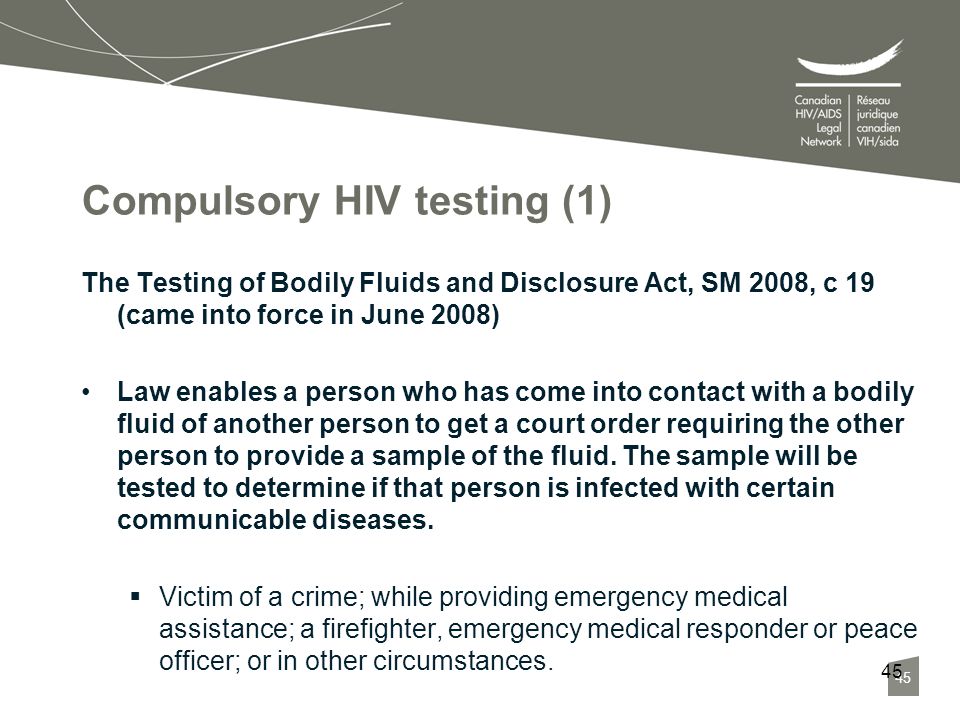 Canadian
HIV/AIDS
Legal
Network
Réseau
juridique
canadien
VIH/sida
Compulsory HIV testing (1)
The Testing of Bodily Fluids and Disclosure Act, SM 2008, c 19
(came into force in June 2008)
• Law enables a person who has come into contact with a bodily
fluid of another person to get a court order requiring the other
person to provide a sample of the fluid. The sample will be
tested to determine if that person is infected with certain
communicable diseases.
▪ Victim of a crime; while providing emergency medical
assistance; a firefighter, emergency medical responder or peace
officer; or in other circumstances.
45
45